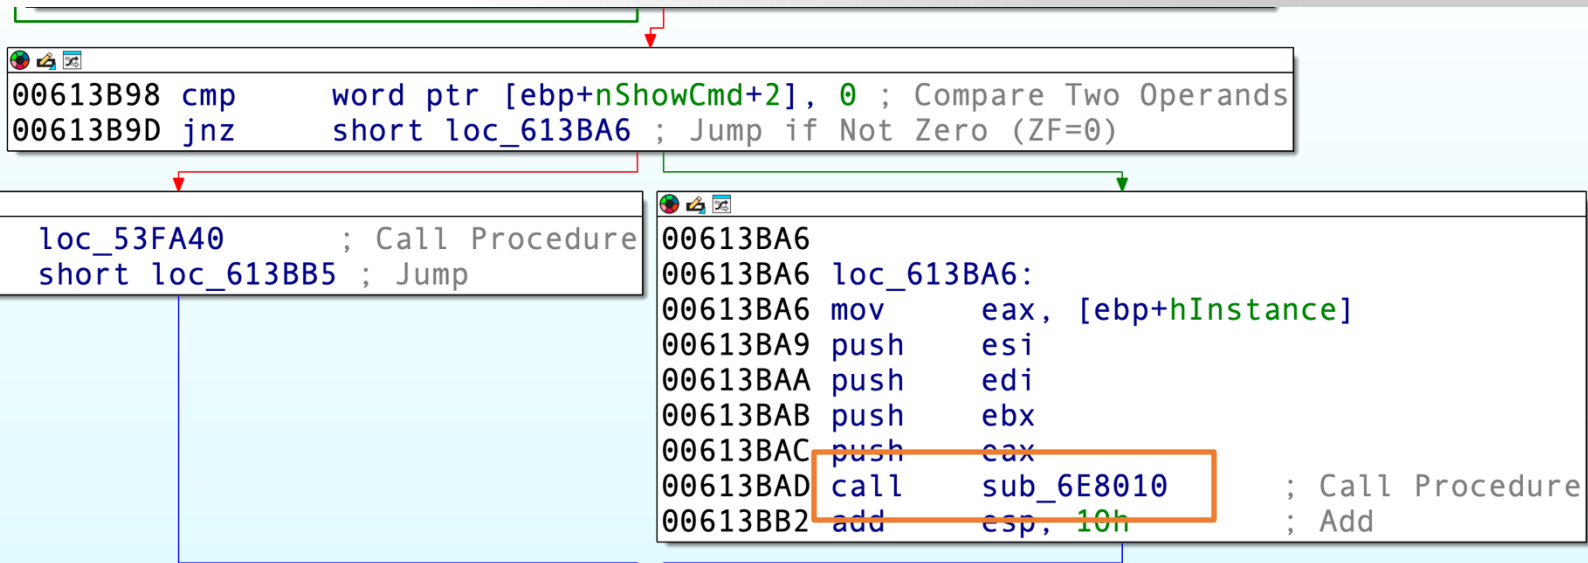 00613B98 cmp word ptr [ebp+nShowCmd+2], 0 ; Compare Two Operands
00613B9D jnz short loc_613BA6 ; Jump if Not Zero (ZF=0)
loc_53FA40 ; Call Procedure
short loc_613BB5 ; Jump
00613BA6
00613BA6 loc_613BA6:
00613BA6 mov eax, [ebp+hInstance]
00613BA9 push esi
00613BAA push edi
00613BAB push ebx
00613BAC push eax
00613BAD call sub_6E8010 ; Call Procedure
00613BB2 add esp, 10h ; Add